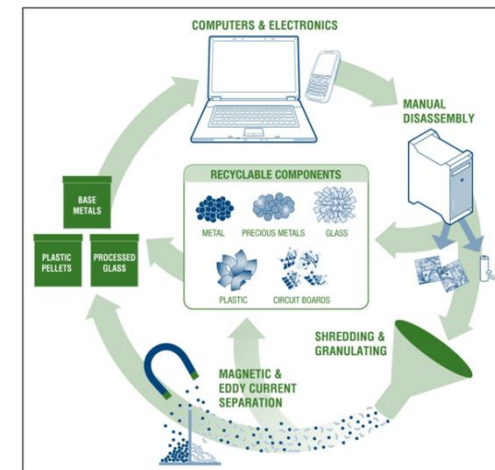 COMPUTERS & ELECTRONICS
MANUAL
DISASSEMBLY
RECYCLABLE COMPONENTS
METAL
PRECIOUS METALS
GLASS
PLASTIC
CIRCUIT BOARDS
BASE
METALS
PLASTIC
PELLETS
PROCESSED
GLASS
SHREDDING &
GRANULATING
MAGNETIC &
EDDY CURRENT
SEPARATION